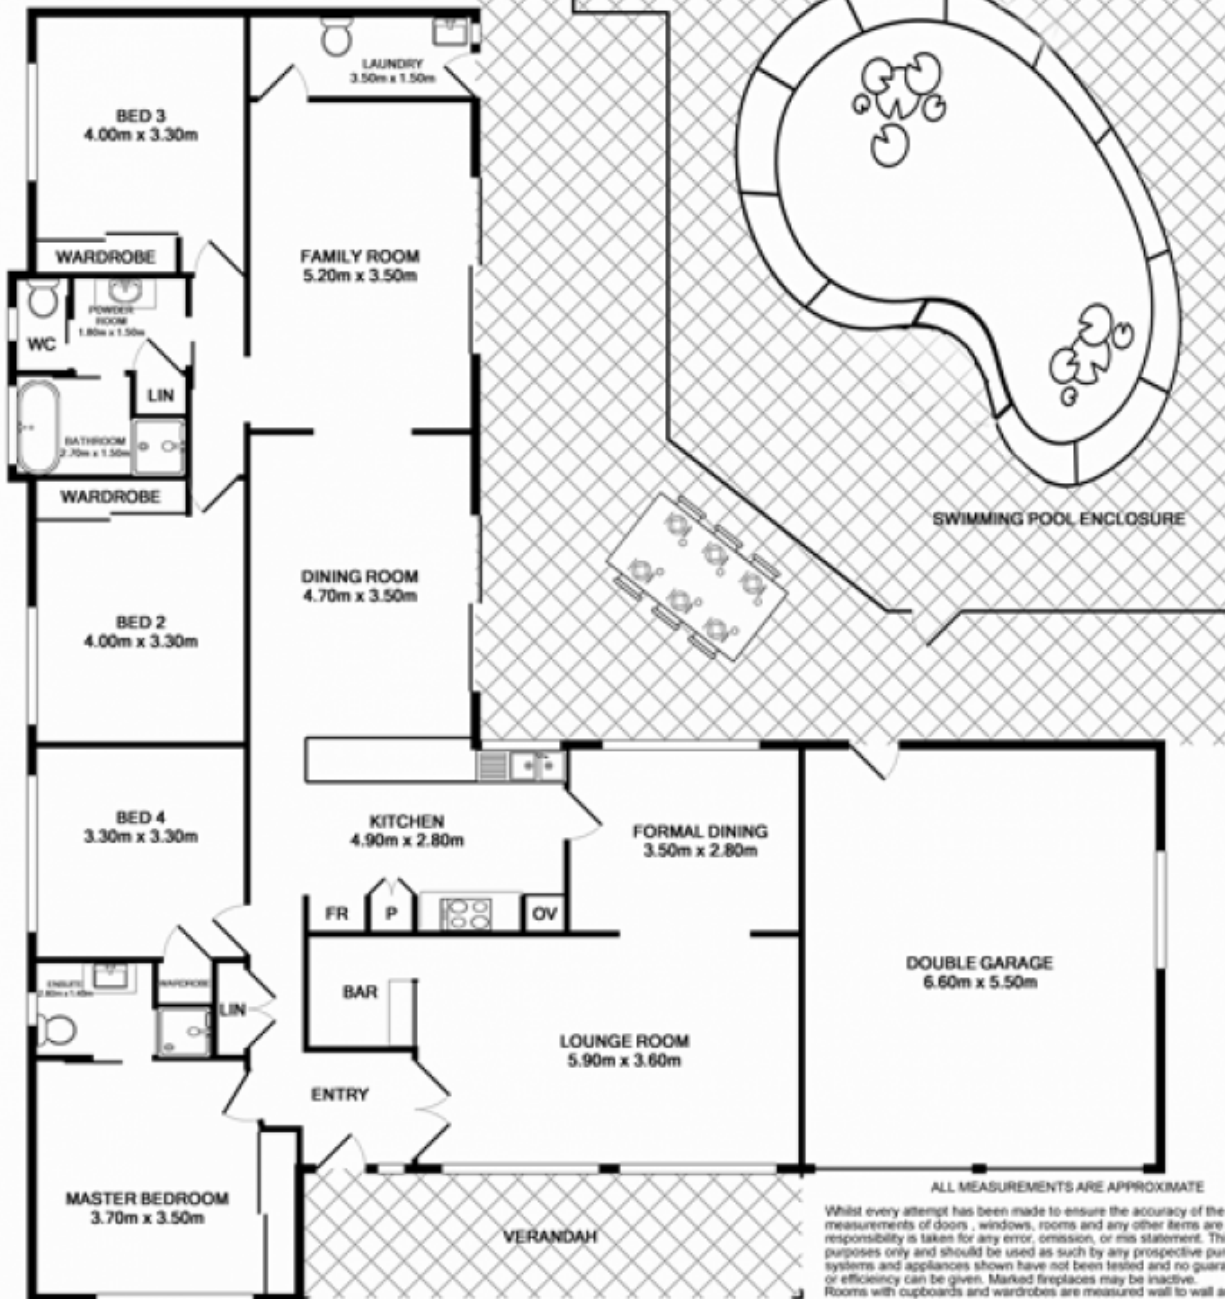 LAUNDRY
3.50m x 1.50m
BED 3
4.00m x 3.30m
WARDROBE
FAMILY ROOM
5.20m x 3.50m
POWDER
ROOM
1.80m x 1.50m
WC
LIN
BATHROOM
2.70m x 1.50m
WARDROBE
SWIMMING POOL ENCLOSURE
DINING ROOM
4.70m x 3.50m
BED 2
4.00m x 3.30m
BED 4
3.30m x 3.30m
KITCHEN
4.90m x 2.80m
FORMAL DINING
3.50m x 2.80m
FR
P
OV
DOUBLE GARAGE
6.60m x 5.50m
ENSUITE
WARDROBE
LIN
BAR
LOUNGE ROOM
5.90m x 3.60m
ENTRY
MASTER BEDROOM
3.70m x 3.50m
VERANDAH
ALL MEASUREMENTS ARE APPROXIMATE
Whilst every attempt has been made to ensure the accuracy of the
measurements of doors , windows, rooms and any other items are
responsibility is taken for any error, omission, or mis statement.
purposes only and should be used as such by any prospective
systems and appliances shown have not been tested and no
or efficiency can be given. Marked fireplaces may be inactive.
Rooms with cupboards and wardrobes are measured wall to wall